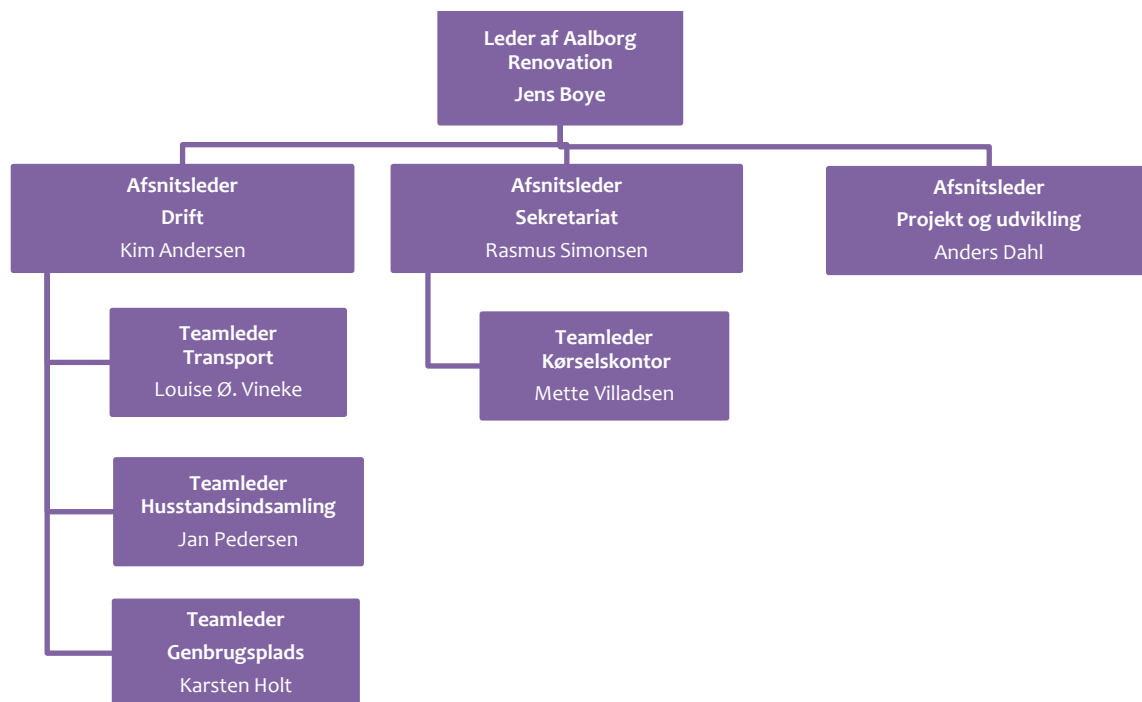 Leder af Aalborg
Renovation
Jens Boye
Afsnitsleder
Drift
Kim Andersen
Afsnitsleder
Sekretariat
Rasmus Simonsen
Afsnitsleder
Projekt og udvikling
Anders Dahl
Teamleder
Transport
Louise Ø. Vineke
Teamleder
Kørselskontor
Mette Villadsen
Teamleder
Husstandsindsamling
Jan Pedersen
Teamleder
Genbrugsplads
Karsten Holt